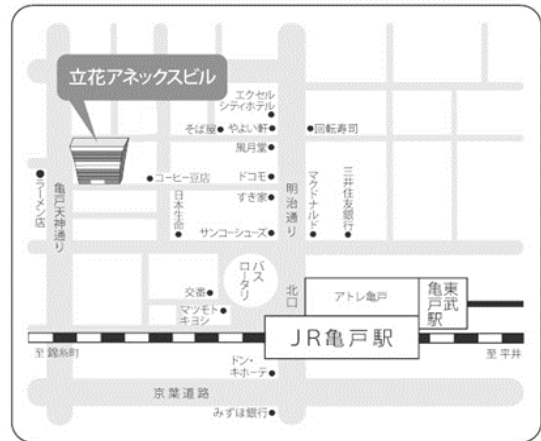 立花アネックスビル
エクセル
シティホテル
そば屋
やよい軒
回転寿司
風月堂
コーヒー豆店
ドコモ
すき家
ラーメン店
亀戸天神通り
日本生命
明治通り
マクドナルド
三井住友銀行
サンコーシューズ
バス
ロータリー
交番
マツモト
キヨシ
北口
アトレ亀戸
東武
亀戸駅
JR亀戸駅
至 錦糸町
至 平井
ドン・
キホーテ
京葉道路
みずほ銀行